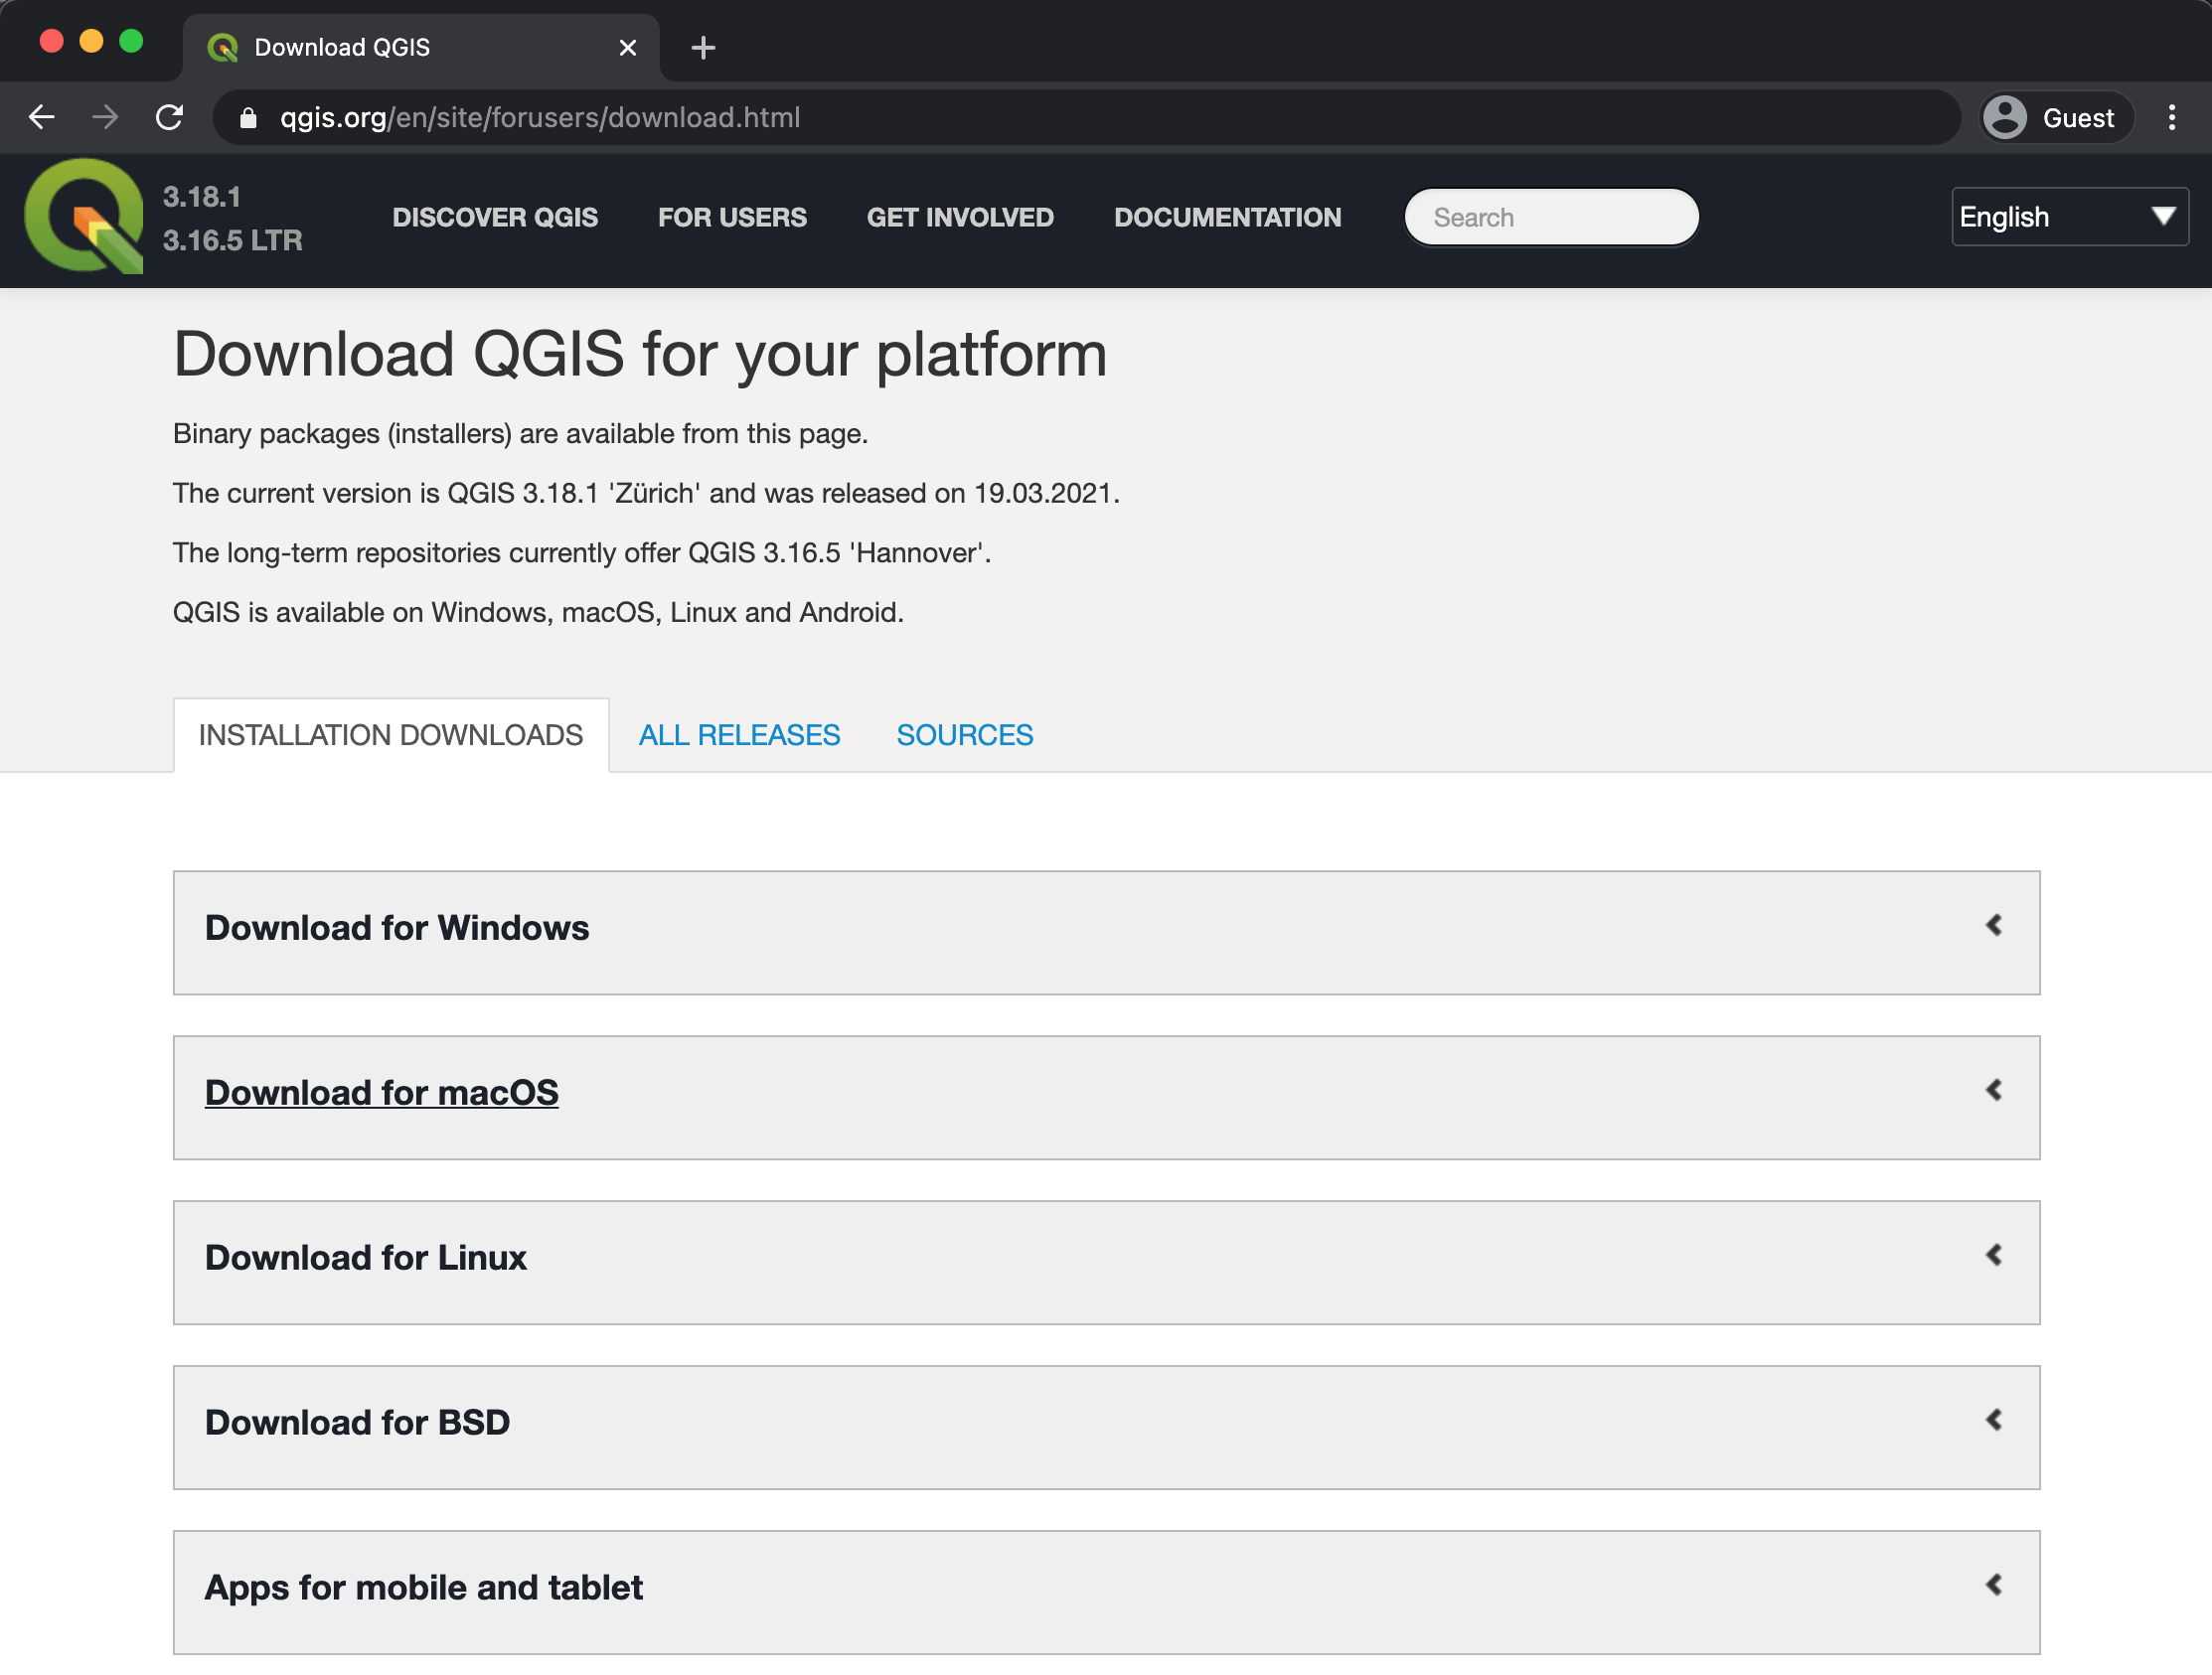 Download QGIS
qgis.org/en/site/forusers/download.html
Guest
3.18.1
3.16.5 LTR
DISCOVER QGIS
FOR USERS
GET INVOLVED
DOCUMENTATION
Search
English
Download QGIS for your platform
Binary packages (installers) are available from this page.
The current version is QGIS 3.18.1 'Zürich' and was released on 19.03.2021.
The long-term repositories currently offer QGIS 3.16.5 'Hannover'.
QGIS is available on Windows, macOS, Linux and Android.
INSTALLATION DOWNLOADS
ALL RELEASES
SOURCES
Download for Windows
Download for macOS
Download for Linux
Download for BSD
Apps for mobile and tablet